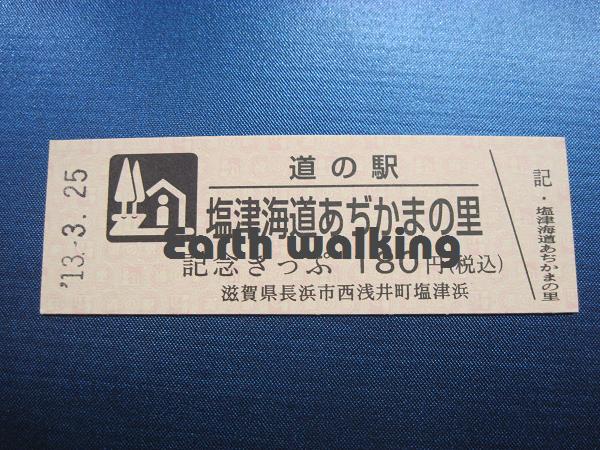 '13.-3.25
道の駅
塩津海道あぢかまの里
Earth walking
記念きっぷ 180円(税込)
滋賀県長浜市西浅井町塩津浜
記・塩津海道あぢかまの里